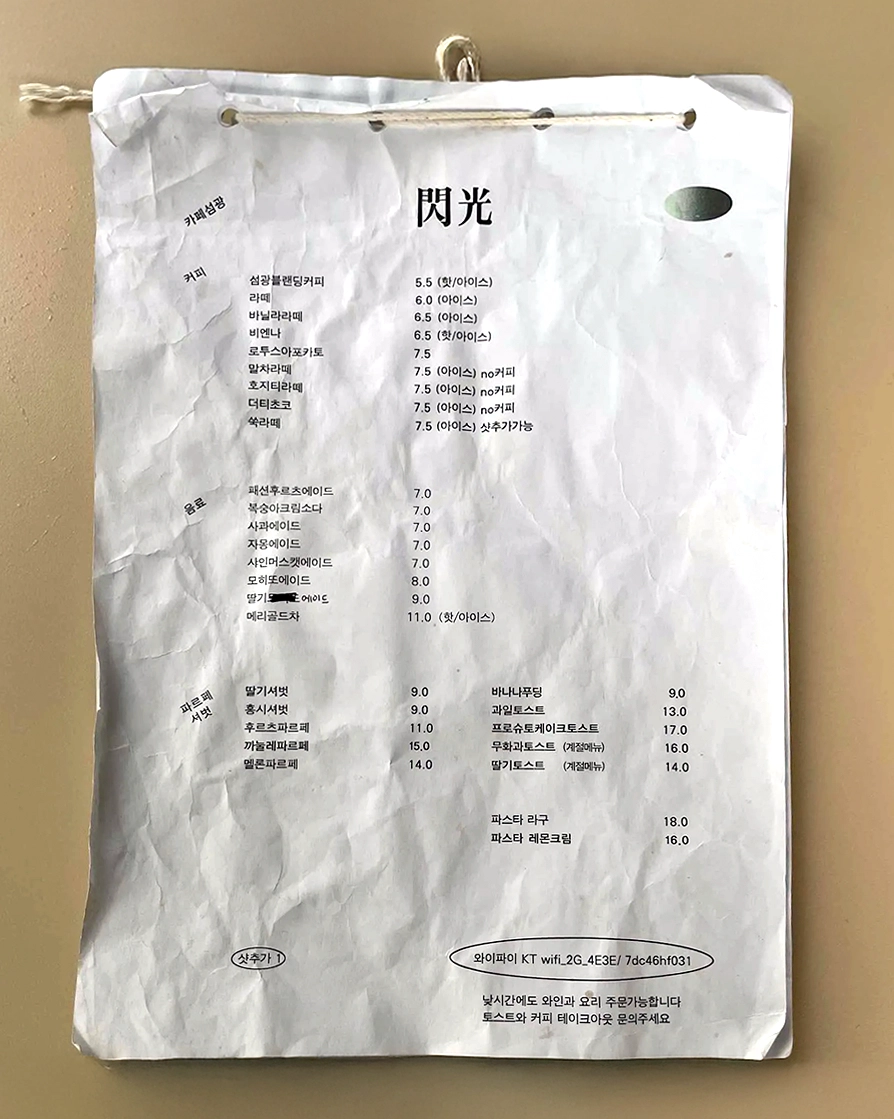 閃光
카페섬광
커피
섬광블랜딩커피 5.5 (핫/아이스)
라떼 6.0 (아이스)
바닐라라떼 6.5 (아이스)
비엔나 6.5 (핫/아이스)
로투스아포카토 7.5
말차라떼 7.5 (아이스) no커피
호지티라떼 7.5 (아이스) no커피
더티초코 7.5 (아이스) no커피
쑥라떼 7.5 (아이스) 샷추가가능
음료
패션후르츠에이드 7.0
복숭아크림소다 7.0
사과에이드 7.0
자몽에이드 7.0
샤인머스캣에이드 7.0
모히또에이드 8.0
딸기 에이드 9.0
메리골드차 11.0 (핫/아이스)
파르페
셔벗
딸기셔벗 9.0
홍시셔벗 9.0
후르츠파르페 11.0
까눌레파르페 15.0
멜론파르페 14.0
바나나푸딩 9.0
과일토스트 13.0
프로슈토케이크토스트 17.0
무화과토스트 (계절메뉴) 16.0
딸기토스트 (계절메뉴) 14.0
파스타 라구 18.0
파스타 레몬크림 16.0
샷추가 1
와이파이 KT wifi_2G_4E3E/ 7dc46hf031
낮시간에도 와인과 요리 주문가능합니다
토스트와 커피 테이크아웃 문의주세요